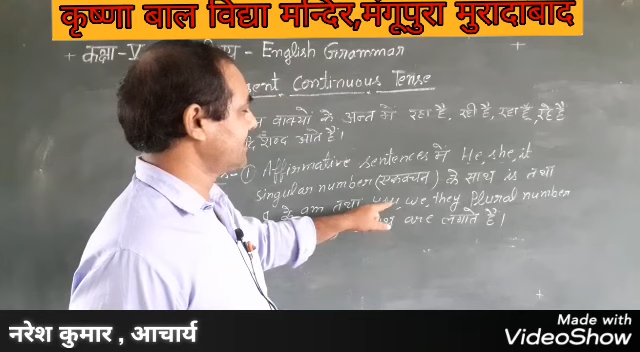 कृष्णा बाल विद्या मन्दिर,मंगूपुरा मुरादाबाद
कक्षा-V - English Grammar
Continuous Tense
वाक्यों के अन्त में रहा है, रही है, रहा हूँ, रहे हैं
शब्द आते हैं।
① Affirmative sentences में He, she, it
singular number (एकवचन) के साथ is तथा
I के am तथा you, we, they Plural number
are लगाते हैं।
नरेश कुमार , आचार्य
Made with
VideoShow